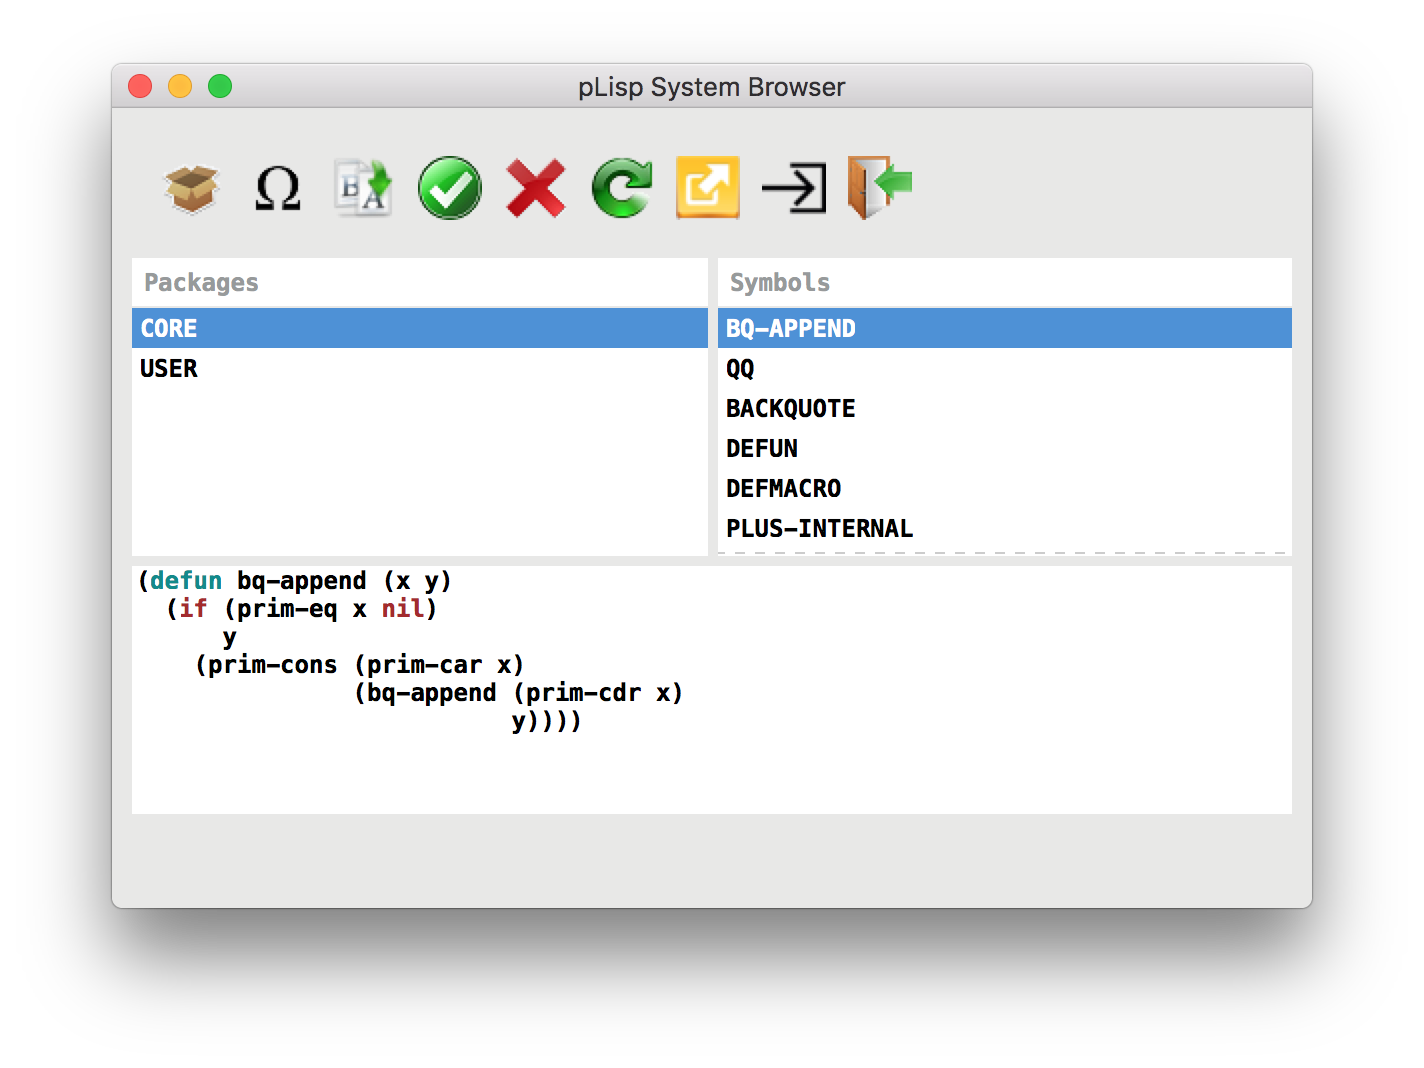 pLisp System Browser
Ω
B
A
Packages
Symbols
CORE
BQ-APPEND
USER
QQ
BACKQUOTE
DEFUN
DEFMACRO
PLUS-INTERNAL
(defun bq-append (x y)
  (if (prim-eq x nil)
      y
    (prim-cons (prim-car x)
               (bq-append (prim-cdr x)
                          y))))